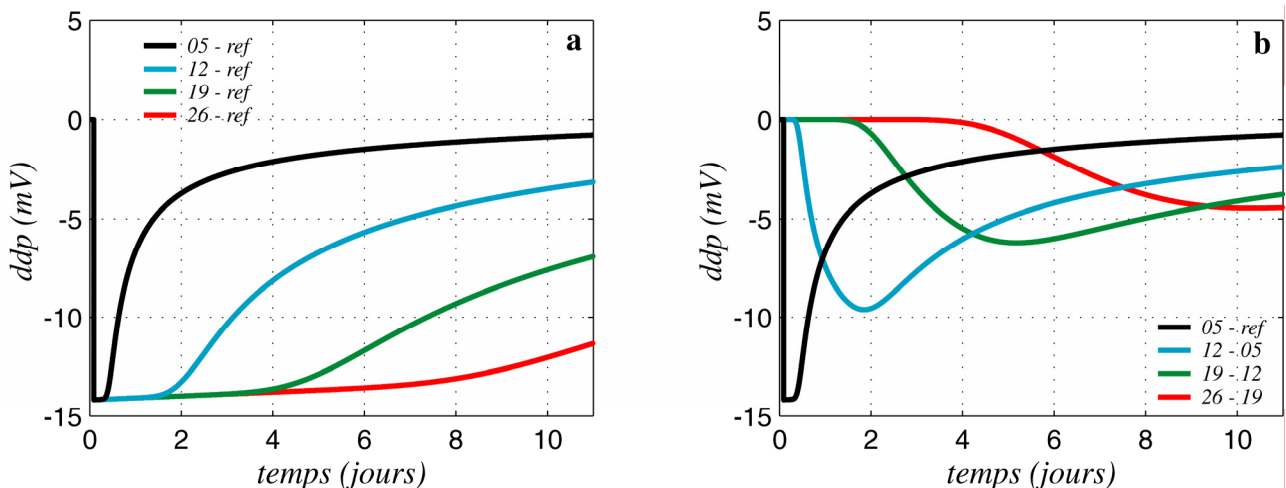 a
05 - ref
12 - ref
19 - ref
26 - ref
5
0
-5
-10
-15
0 2 4 6 8 10
ddp (mV)
temps (jours)
b
05 - ref
12 - 05
19 - 12
26 - 19
5
0
-5
-10
-15
0 2 4 6 8 10
ddp (mV)
temps (jours)